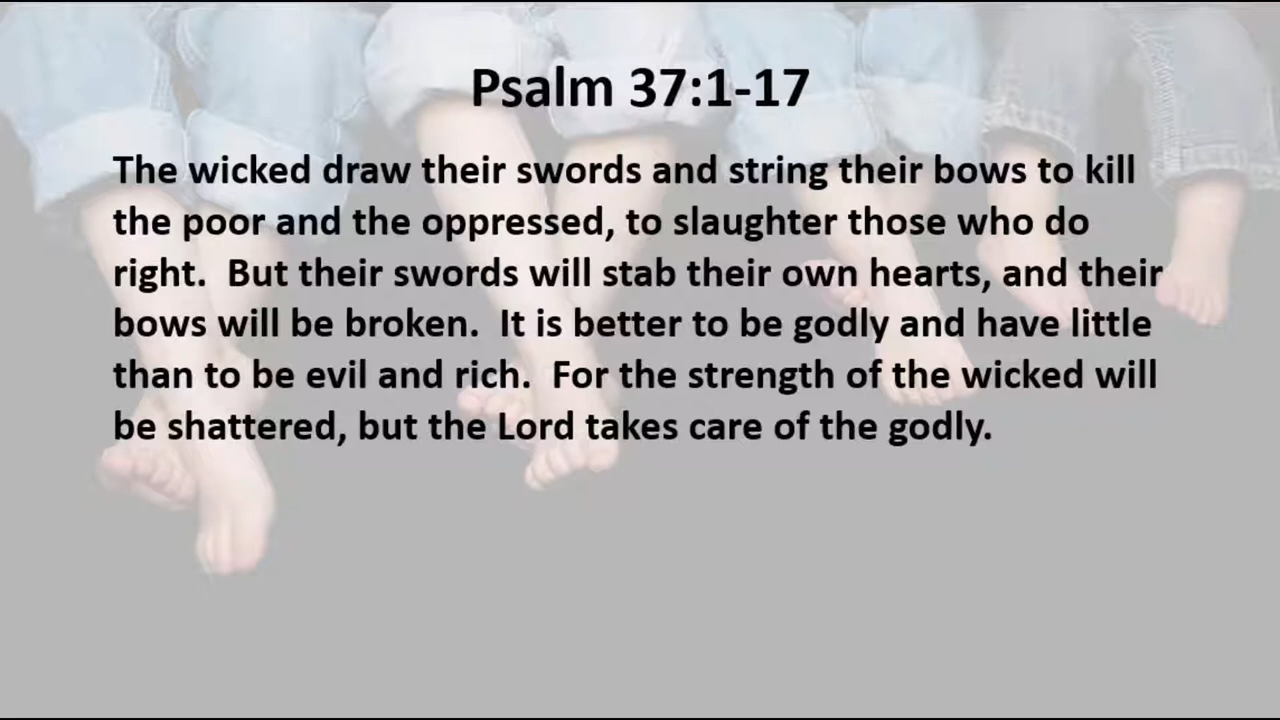 Psalm 37:1-17
The wicked draw their swords and string their bows to kill
the poor and the oppressed, to slaughter those who do
right.  But their swords will stab their own hearts, and their
bows will be broken.  It is better to be godly and have little
than to be evil and rich.  For the strength of the wicked will
be shattered, but the Lord takes care of the godly.